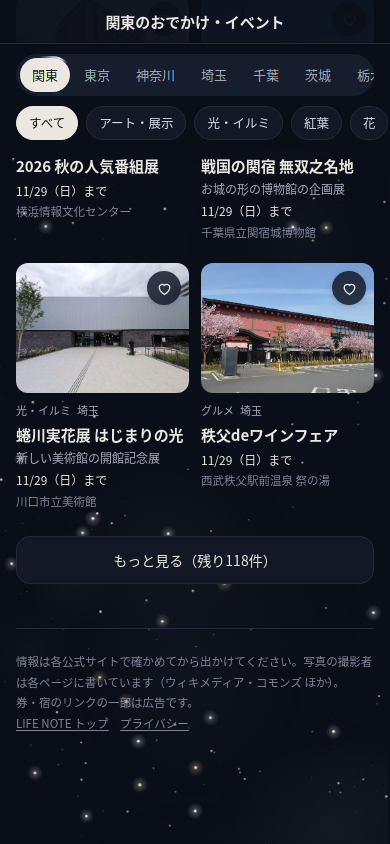 関東のおでかけ・イベント
関東 東京 神奈川 埼玉 千葉 茨城
すべて アート・展示 光・イルミ 紅葉 花
2026 秋の人気番組展
11/29（日）まで
横浜情報文化センター
戦国の関宿 無双之名地
お城の形の博物館の企画展
11/29（日）まで
千葉県立関宿城博物館
光・イルミ 埼玉
蜷川実花展 はじまりの光
新しい美術館の開館記念展
11/29（日）まで
川口市立美術館
グルメ 埼玉
秩父deワインフェア
11/29（日）まで
西武秩父駅前温泉 祭の湯
もっと見る（残り118件）
情報は各公式サイトで確かめてから出かけてください。写真の撮影者
は各ページに書いています（ウィキメディア・コモンズ ほか）。
券・宿のリンクの一部は広告です。
LIFE NOTE トップ プライバシー